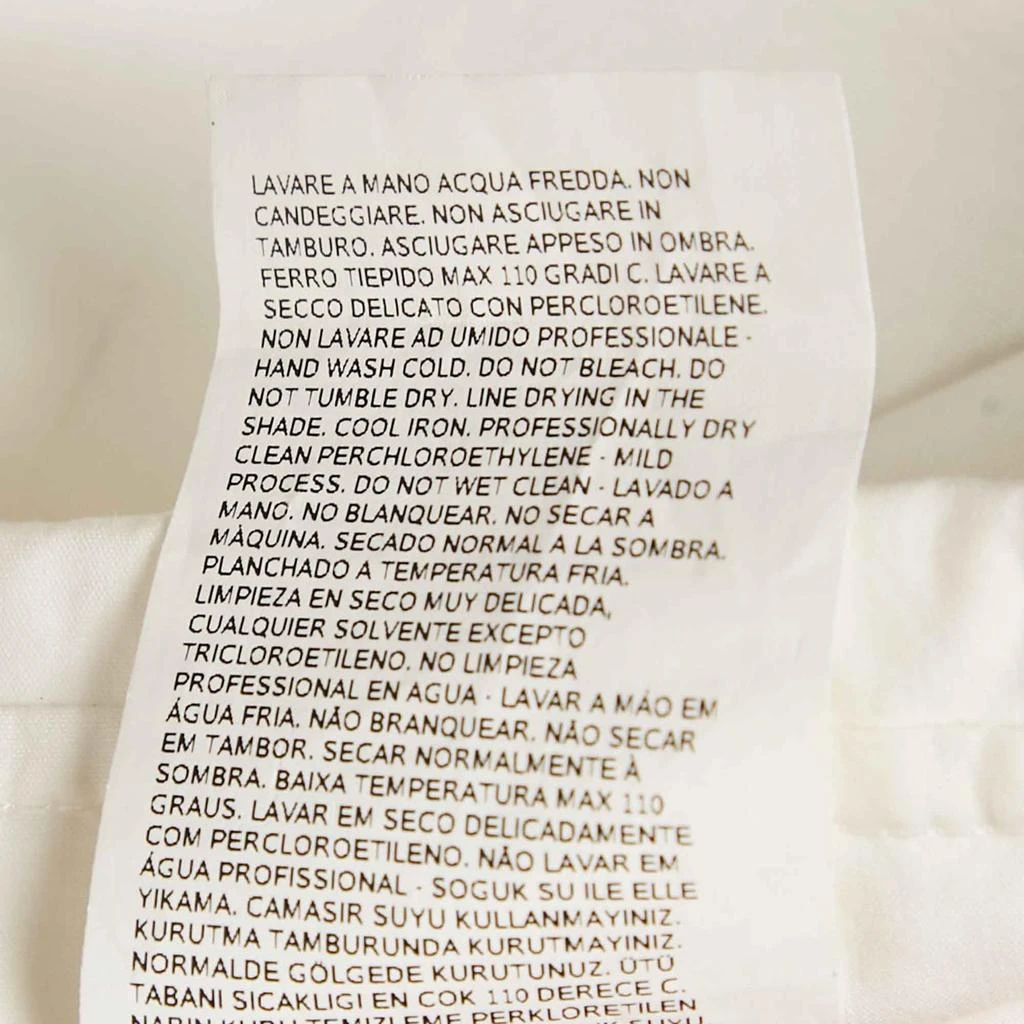 LAVARE A MANO ACQUA FREDDA. NON
CANDEGGIARE. NON ASCIUGARE IN
TAMBURO. ASCIUGARE APPESO IN OMBRA.
FERRO TIEPIDO MAX 110 GRADI C. LAVARE A
SECCO DELICATO CON PERCLOROETILENE.
NON LAVARE AD UMIDO PROFESSIONALE -
HAND WASH COLD. DO NOT BLEACH. DO
NOT TUMBLE DRY. LINE DRYING IN THE
SHADE. COOL IRON. PROFESSIONALLY DRY
CLEAN PERCHLOROETHYLENE - MILD
PROCESS. DO NOT WET CLEAN - LAVADO A
MANO. NO BLANQUEAR. NO SECAR A
MÀQUINA. SECADO NORMAL A LA SOMBRA.
PLANCHADO A TEMPERATURA FRIA.
LIMPIEZA EN SECO MUY DELICADA,
CUALQUIER SOLVENTE EXCEPTO
TRICLOROETILENO. NO LIMPIEZA
PROFESSIONAL EN AGUA - LAVAR A MÃO EM
ÁGUA FRIA. NÃO BRANQUEAR. NÃO SECAR
EM TAMBOR. SECAR NORMALMENTE À
SOMBRA. BAIXA TEMPERATURA MAX 110
GRAUS. LAVAR EM SECO DELICADAMENTE
COM PERCLOROETILENO. NÃO LAVAR EM
ÁGUA PROFISSIONAL - SOGUK SU ILE ELLE
YIKAMA. CAMASIR SUYU KULLANMAYINIZ.
KURUTMA TAMBURUNDA KURUTMAYINIZ.
NORMALDE GÖLGEDE KURUTUNUZ. ÜTÜ
TABANI SICAKLIGI EN COK 110 DERECE C.
NARIN KURU TEMIZLEME PERKLORETILEN